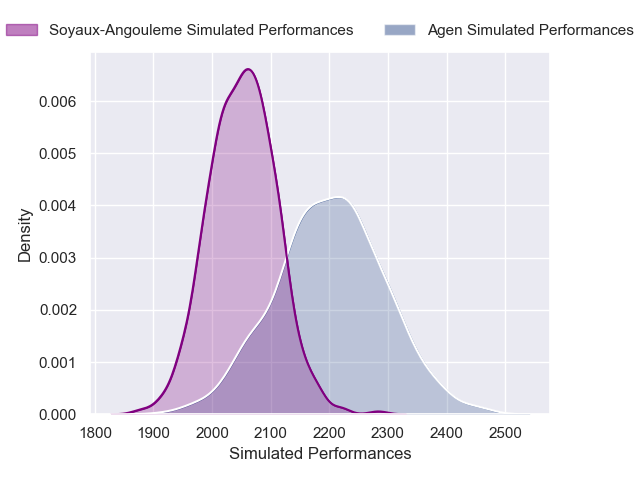 Soyaux-Angouleme Simulated Performances Agen Simulated Performances
0.006
0.005
0.004
0.003
0.002
0.001
0.000
Density
1800 1900 2000 2100 2200 2300 2400 2500
Simulated Performances